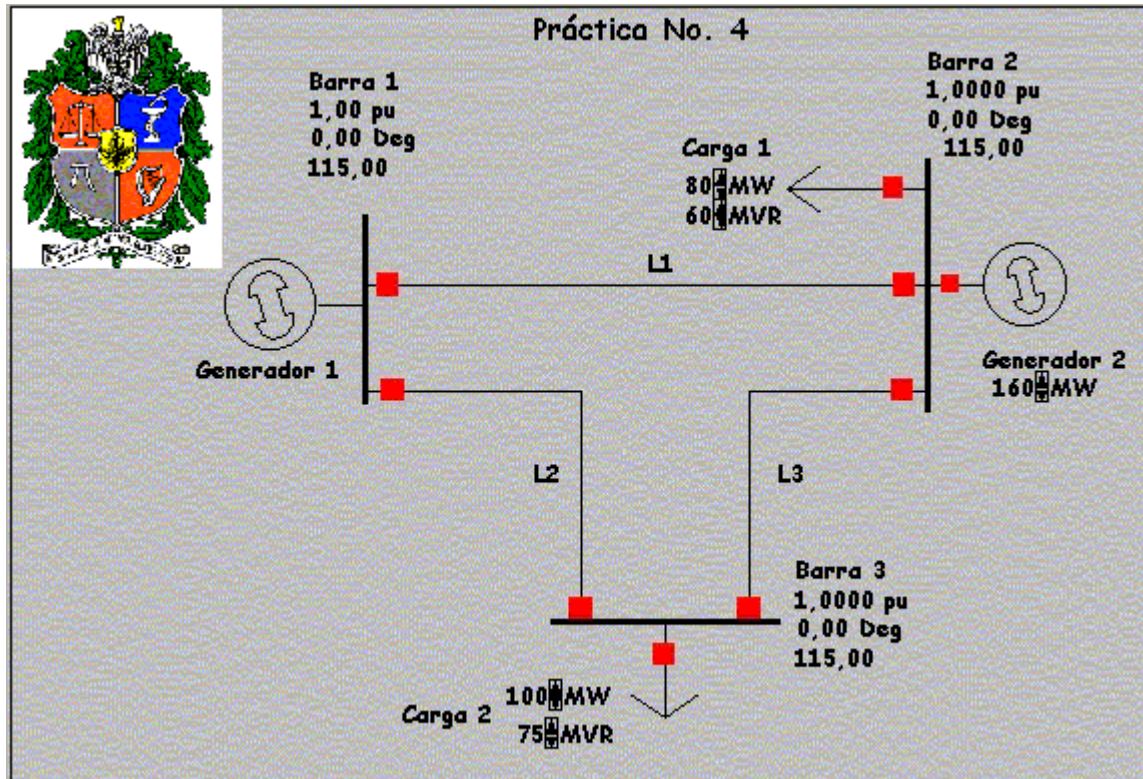 Práctica No. 4
Barra 1
1,00 pu
0,00 Deg
115,00
Barra 2
1,0000 pu
0,00 Deg
115,00
Carga 1
80 MW
60 MVR
L1
Generador 1
Generador 2
160 MW
L2
L3
Barra 3
1,0000 pu
0,00 Deg
115,00
Carga 2
100 MW
75 MVR